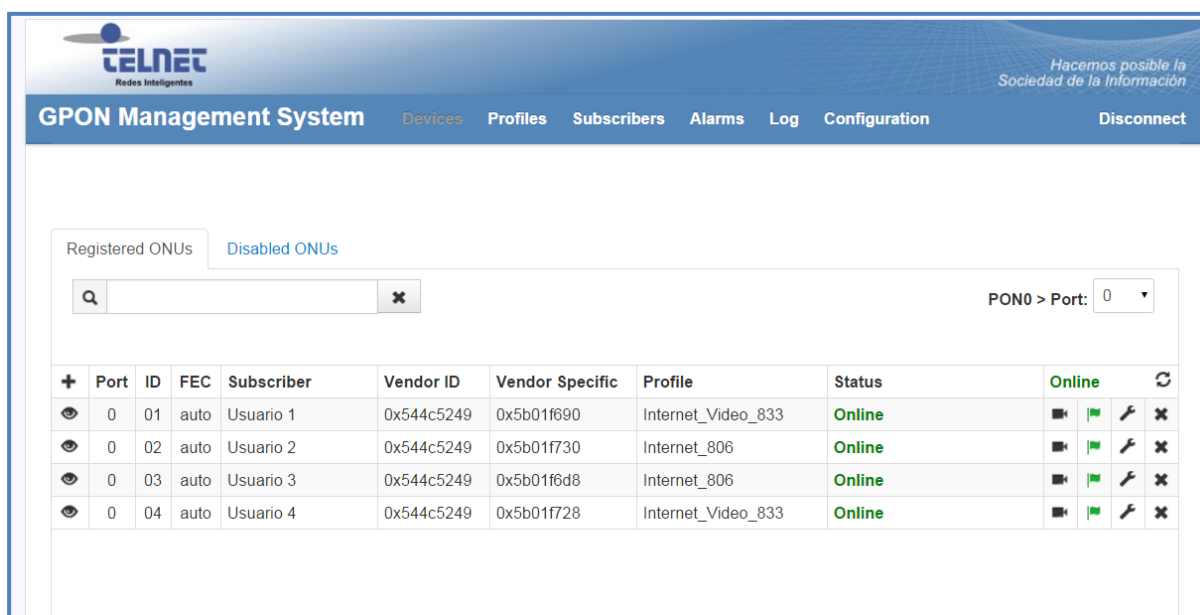 TELNET
Redes Inteligentes
Hacemos posible la
Sociedad de la Información
GPON Management System Devices Profiles Subscribers Alarms Log Configuration Disconnect
Registered ONUs Disabled ONUs
PON0 > Port: 0
Port ID FEC Subscriber Vendor ID Vendor Specific Profile Status Online
0 01 auto Usuario 1 0x544c5249 0x5b01f690 Internet_Video_833 Online
0 02 auto Usuario 2 0x544c5249 0x5b01f730 Internet_806 Online
0 03 auto Usuario 3 0x544c5249 0x5b01f6d8 Internet_806 Online
0 04 auto Usuario 4 0x544c5249 0x5b01f728 Internet_Video_833 Online